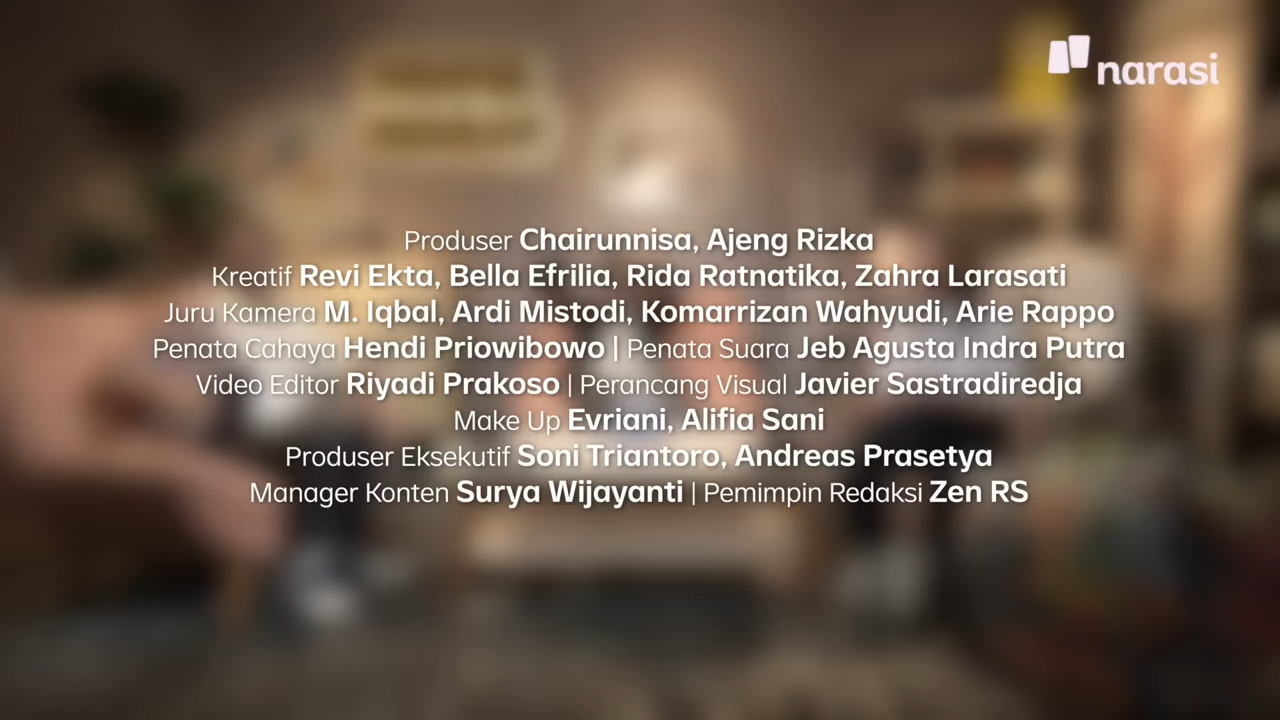 narasi
Produser Chairunnisa, Ajeng Rizka
Kreatif Revi Ekta, Bella Efrilia, Rida Ratnatika, Zahra Larasati
Juru Kamera M. Iqbal, Ardi Mistodi, Komarrizan Wahyudi, Arie Rappo
Penata Cahaya Hendi Priowibowo | Penata Suara Jeb Agusta Indra Putra
Video Editor Riyadi Prakoso | Perancang Visual Javier Sastradiredja
Make Up Evriani, Alifia Sani
Produser Eksekutif Soni Triantoro, Andreas Prasetya
Manager Konten Surya Wijayanti | Pemimpin Redaksi Zen RS